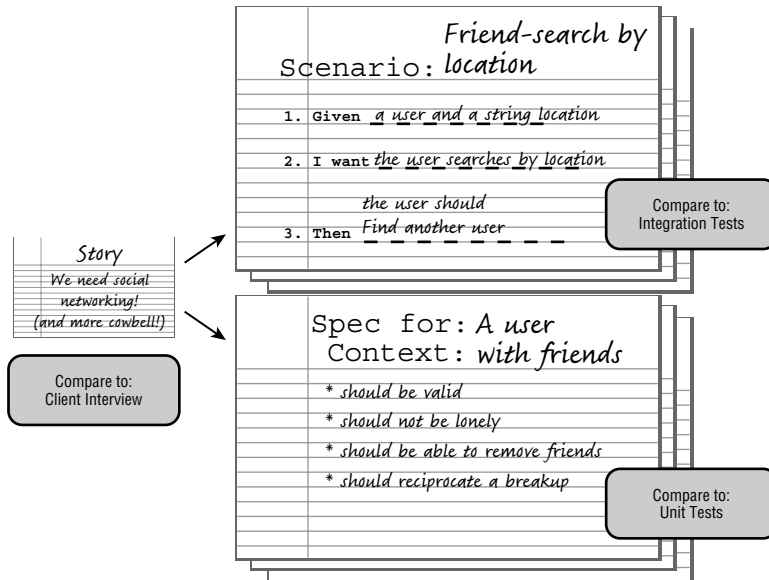 Story
We need social
networking!
(and more cowbell!)
Compare to:
Client Interview
Scenario: Friend-search by
location
1. Given a user and a string location
2. I want the user searches by location
the user should
3. Then Find another user
Compare to:
Integration Tests
Spec for: A user
Context: with friends
* should be valid
* should not be lonely
* should be able to remove friends
* should reciprocate a breakup
Compare to:
Unit Tests